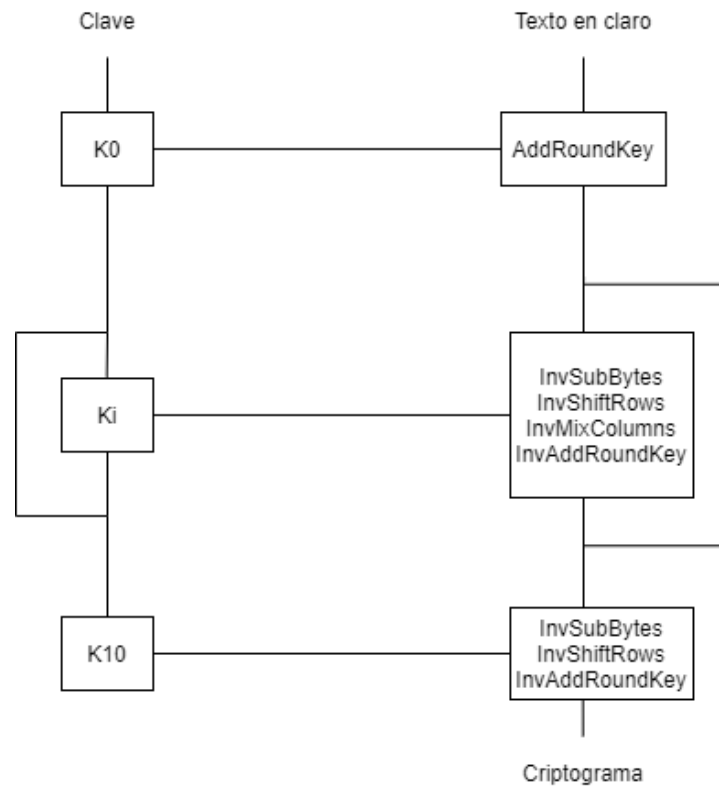 Clave
Texto en claro
K0
AddRoundKey
Ki
InvSubBytes
InvShiftRows
InvMixColumns
InvAddRoundKey
K10
InvSubBytes
InvShiftRows
InvAddRoundKey
Criptograma